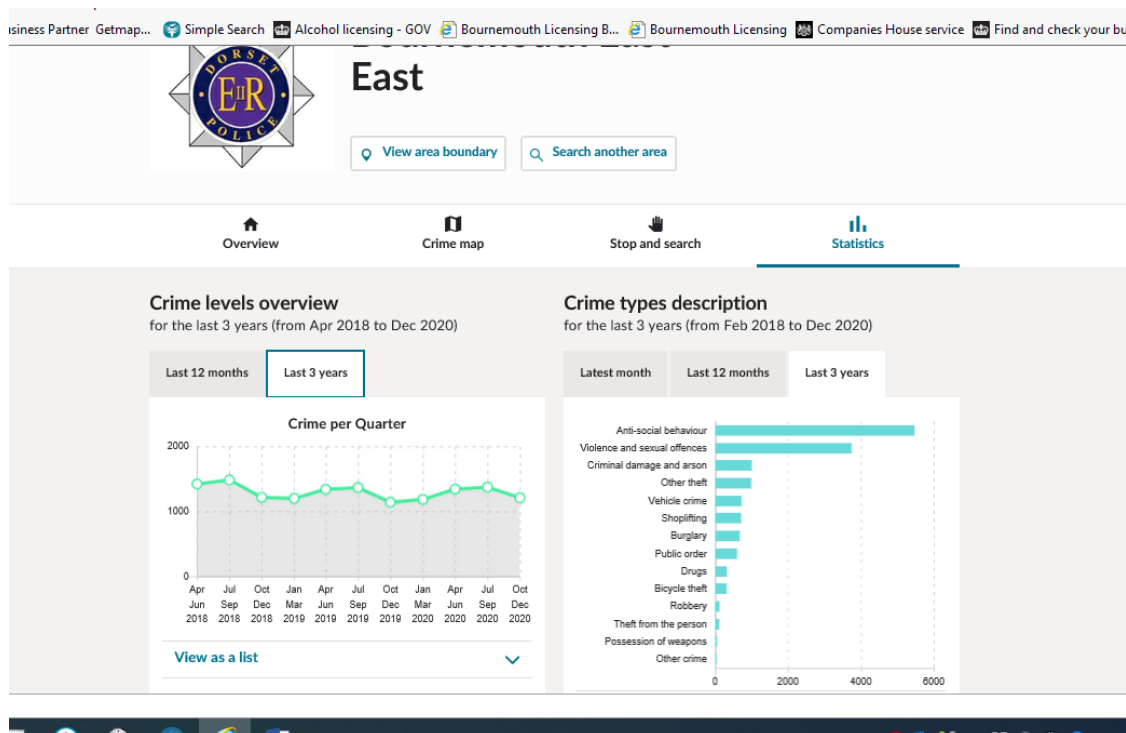 usiness Partner Getmap... Simple Search Alcohol licensing - GOV Bournemouth Licensing B... Bournemouth Licensing Companies House service Find and check your bu
Bournemouth East
East
DORSET
EIIR
POLICE
View area boundary Search another area
Overview Crime map Stop and search Statistics
Crime levels overview
for the last 3 years (from Apr 2018 to Dec 2020)
Last 12 months Last 3 years
Crime per Quarter
2000
1000
0
Apr Jul Oct Jan Apr Jul Oct Jan Apr Jul Oct
Jun Sep Dec Mar Jun Sep Dec Mar Jun Sep Dec
2018 2018 2018 2019 2019 2019 2019 2020 2020 2020 2020
View as a list
Crime types description
for the last 3 years (from Feb 2018 to Dec 2020)
Latest month Last 12 months Last 3 years
Anti-social behaviour
Violence and sexual offences
Criminal damage and arson
Other theft
Vehicle crime
Shoplifting
Burglary
Public order
Drugs
Bicycle theft
Robbery
Theft from the person
Possession of weapons
Other crime
0 2000 4000 6000